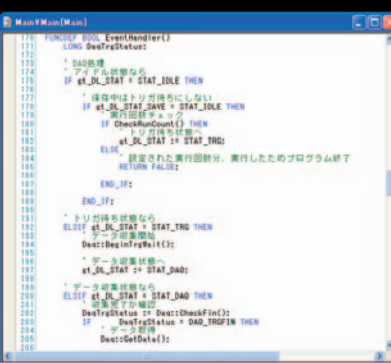 Main∀Main[Main]
170 FUNCDEF BOOL EventHandler()
171 LONG DaqTrgStatus;
172
173 ' DAQ処理
174 ' アイドル状態なら
175 IF gt_DL_STAT = STAT_IDLE THEN
176
177 ' 保存中はトリガ待ちにしない
178 IF gt_DL_STAT_SAVE = STAT_IDLE THEN
179 ' 実行回数チェック
180 IF CheckRunCount() THEN
181 ' トリガ待ち状態へ
182 gt_DL_STAT := STAT_TRG;
183 ELSE
184 ' 設定された実行回数分、実行したためプログラム終了
185 RETURN FALSE;
186
187 END_IF;
188
189 END_IF;
190
191 ' トリガ待ち状態なら
192 ELSIF gt_DL_STAT = STAT_TRG THEN
193 ' データ収集開始
194 Daq::BeginTrgWait();
195
196 ' データ収集状態へ
197 gt_DL_STAT := STAT_DAQ;
198
199 ' データ収集状態なら
200 ELSIF gt_DL_STAT = STAT_DAQ THEN
201 ' 収集完了か確認
202 DaqTrgStatus := Daq::CheckFin();
203 IF DaqTrgStatus = DAQ_TRGFIN THEN
204 ' データ取得
205 Daq::GetData();
206